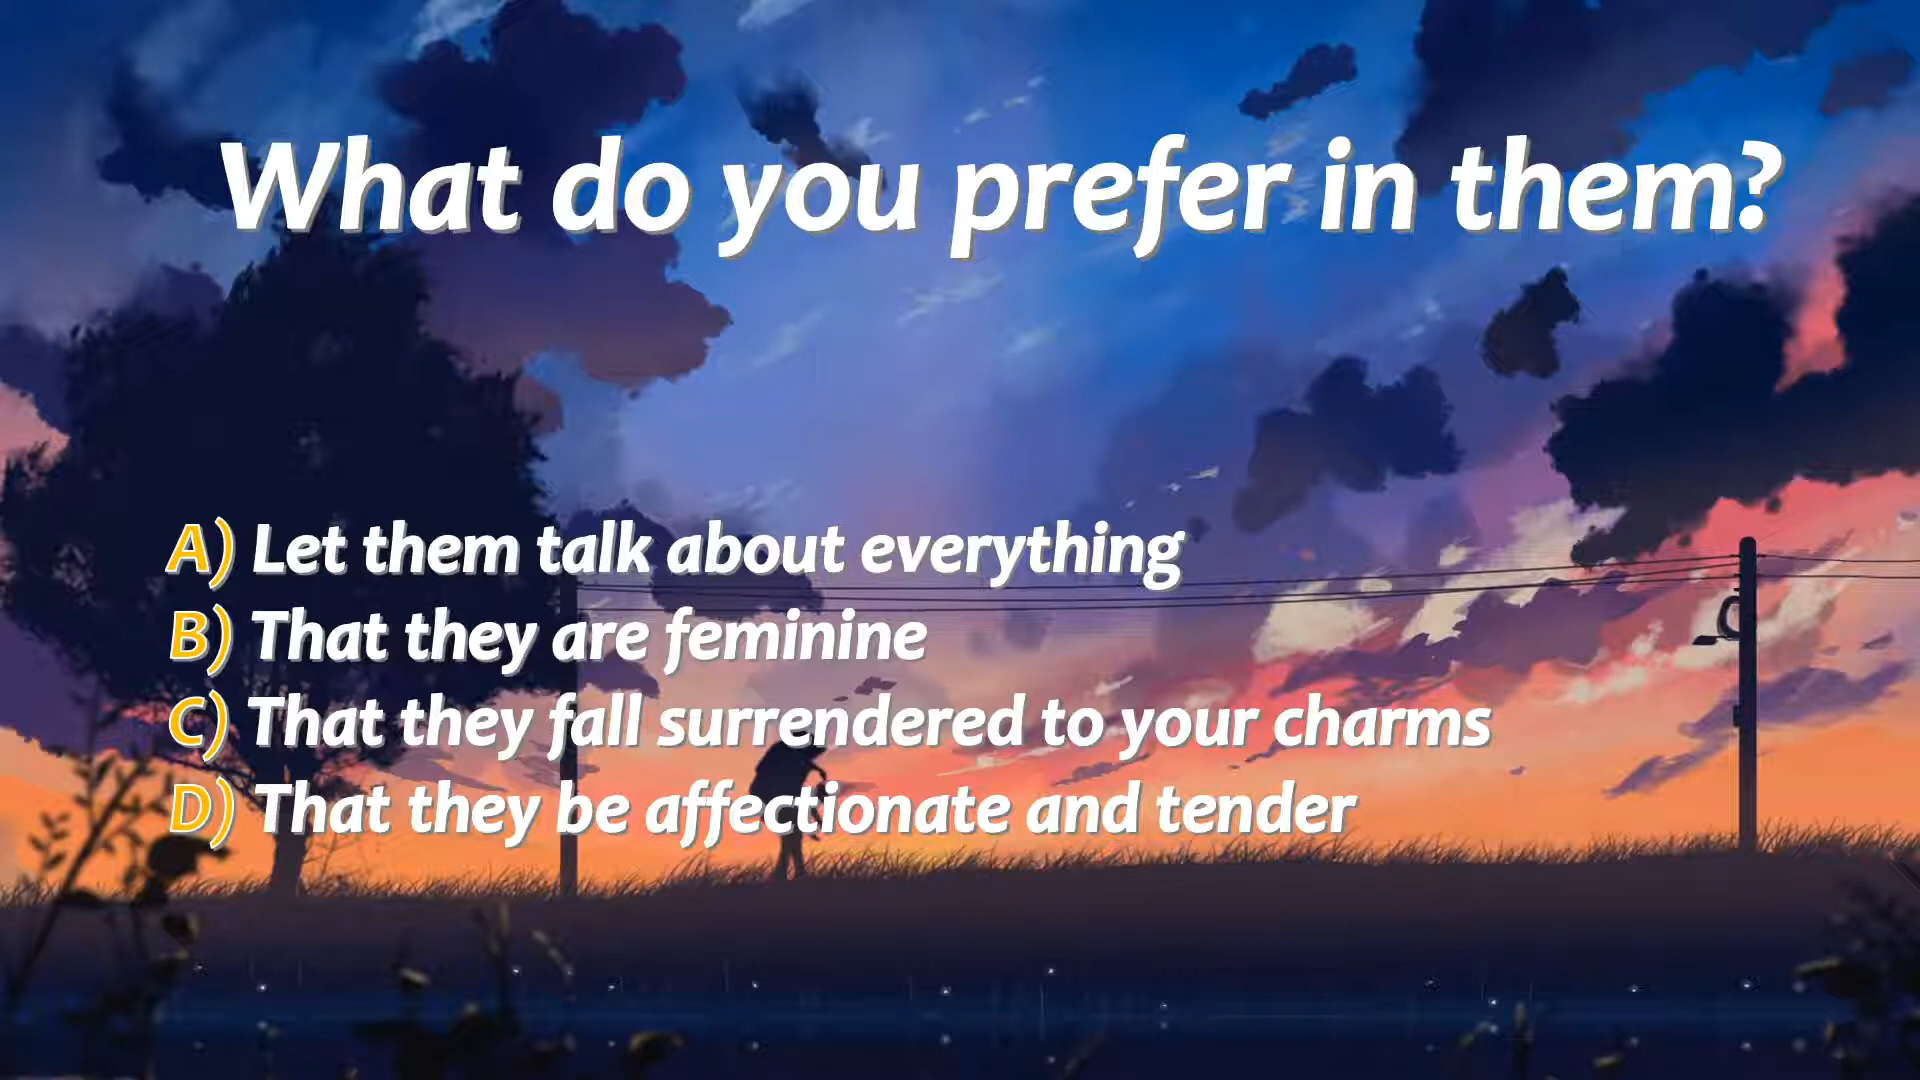 What do you prefer in them?
A) Let them talk about everything
B) That they are feminine
C) That they fall surrendered to your charms
D) That they be affectionate and tender